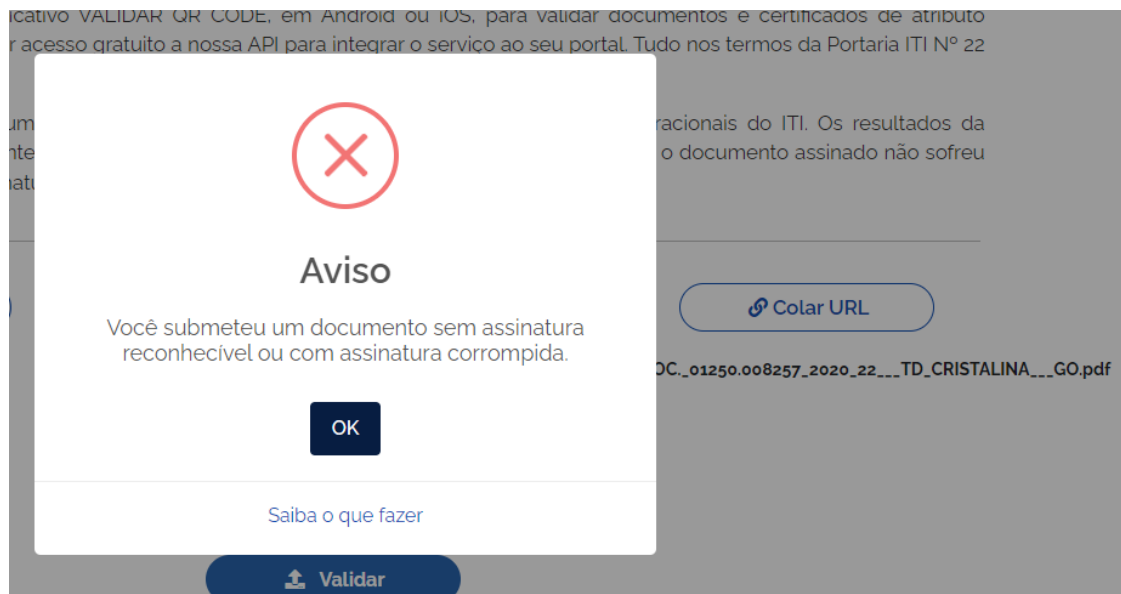 icativo VALIDAR QR CODE, em Android ou iOS, para validar documentos e certificados de atributo
r acesso gratuito a nossa API para integrar o serviço ao seu portal. Tudo nos termos da Portaria ITI Nº 22
um
racionais do ITI. Os resultados da
nte
o documento assinado não sofreu
natu
Aviso
Você submeteu um documento sem assinatura
reconhecível ou com assinatura corrompida.
Colar URL
OC._01250.008257_2020_22___TD_CRISTALINA___GO.pdf
OK
Saiba o que fazer
Validar